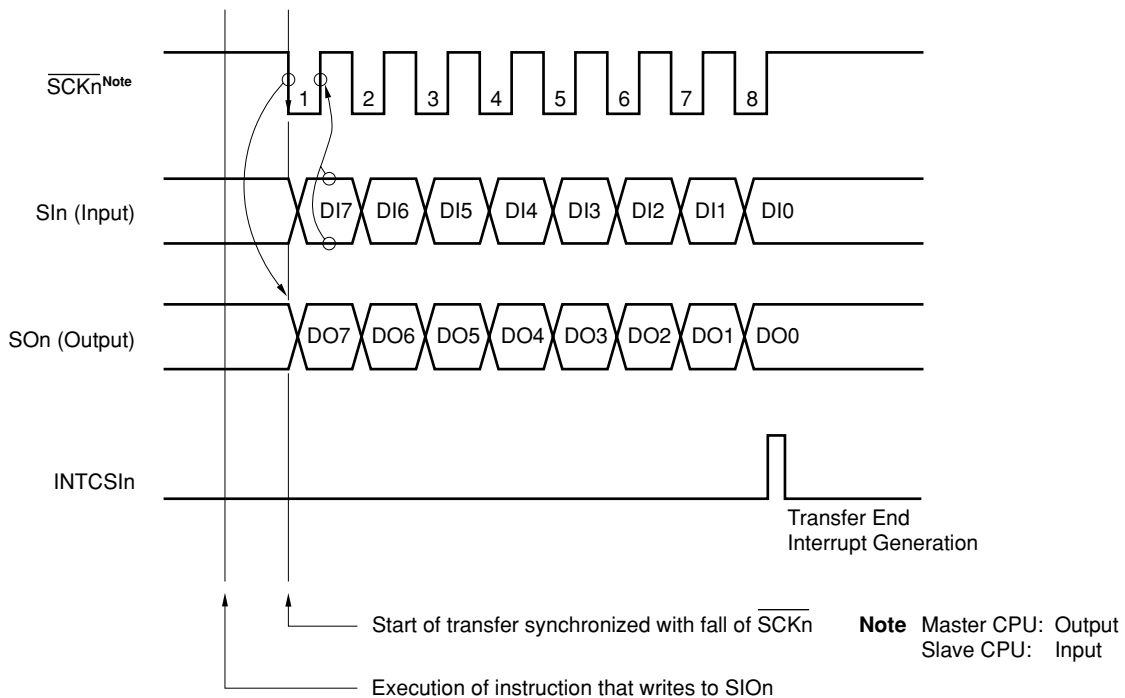 SCKn Note
1 2 3 4 5 6 7 8
SIn (Input)
DI7 DI6 DI5 DI4 DI3 DI2 DI1 DI0
SOn (Output)
DO7 DO6 DO5 DO4 DO3 DO2 DO1 DO0
INTCSIn
Transfer End
Interrupt Generation
Start of transfer synchronized with fall of SCKn
Note Master CPU: Output
Slave CPU: Input
Execution of instruction that writes to SIOn